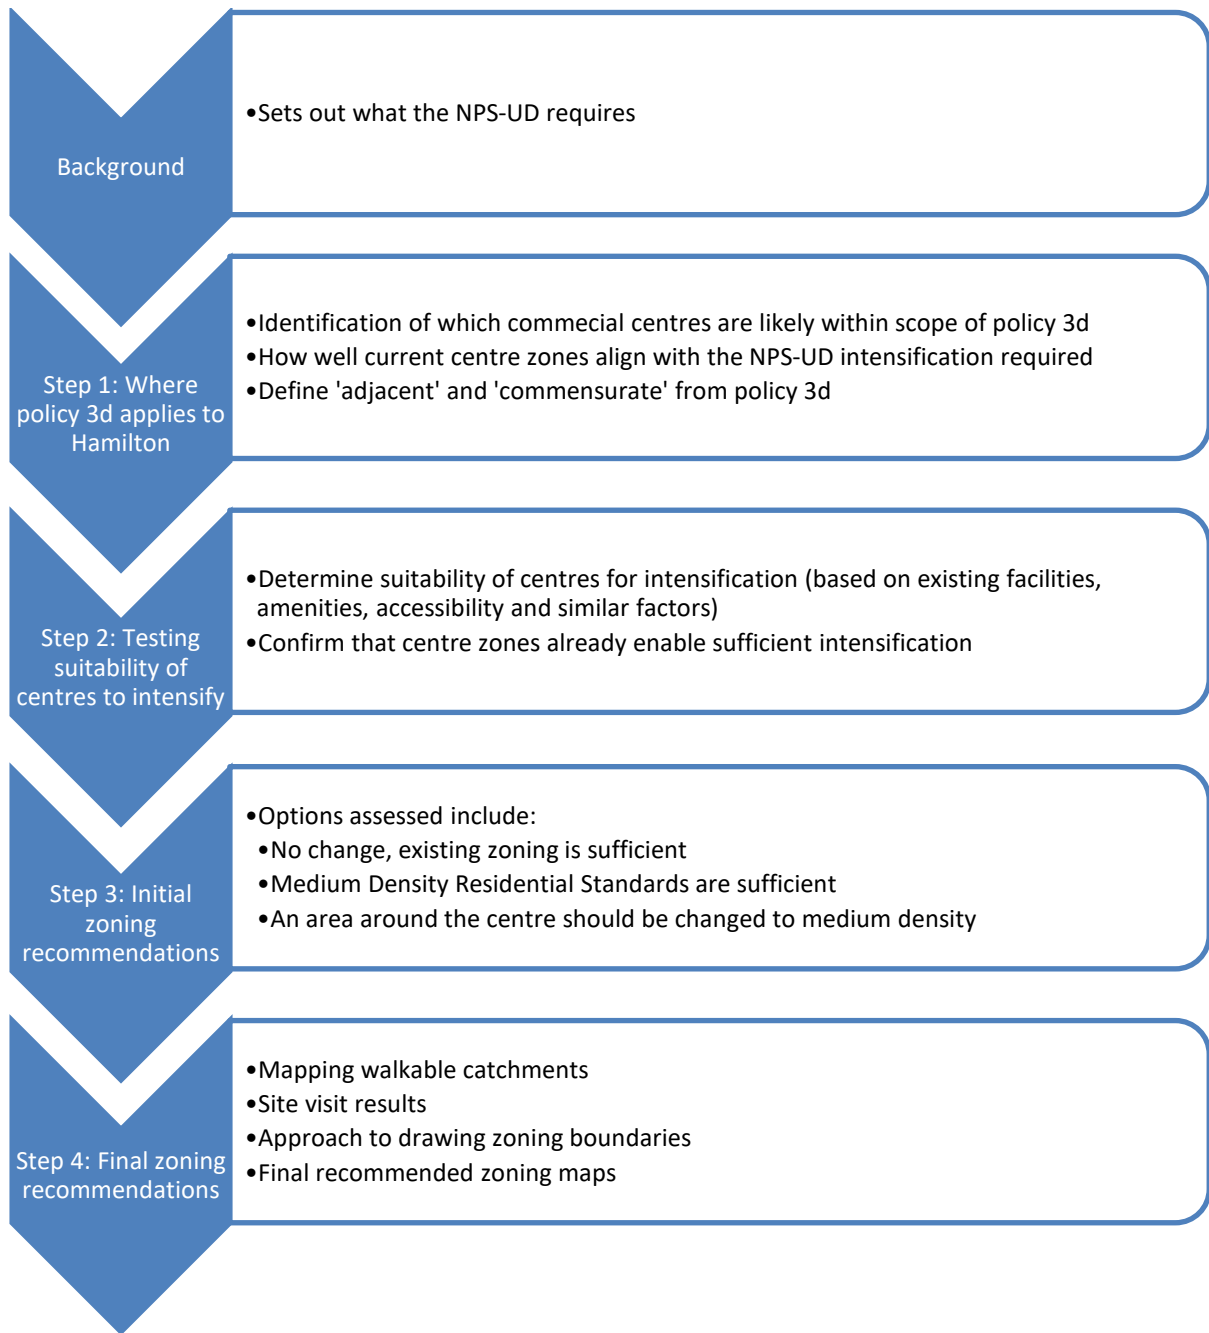 Background
•Sets out what the NPS-UD requires
Step 1: Where
policy 3d applies to
Hamilton
•Identification of which commecial centres are likely within scope of policy 3d
•How well current centre zones align with the NPS-UD intensification required
•Define 'adjacent' and 'commensurate' from policy 3d
Step 2: Testing
suitability of
centres to intensify
•Determine suitability of centres for intensification (based on existing facilities,
amenities, accessibility and similar factors)
•Confirm that centre zones already enable sufficient intensification
Step 3: Initial
zoning
recommendations
•Options assessed include:
•No change, existing zoning is sufficient
•Medium Density Residential Standards are sufficient
•An area around the centre should be changed to medium density
Step 4: Final zoning
recommendations
•Mapping walkable catchments
•Site visit results
•Approach to drawing zoning boundaries
•Final recommended zoning maps